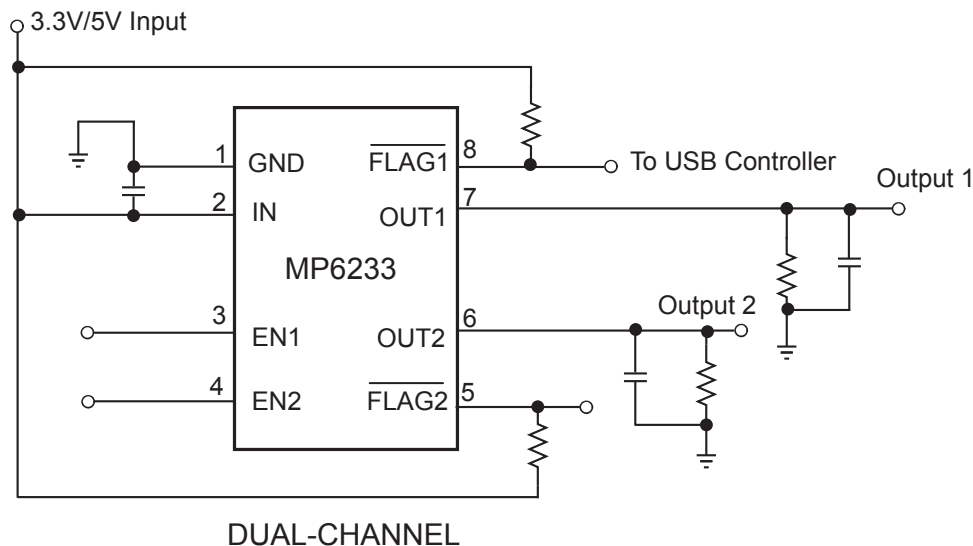 3.3V/5V Input
1
GND
FLAG1
8
To USB Controller
2
IN
OUT1
7
Output 1
MP6233
3
EN1
OUT2
6
Output 2
4
EN2
FLAG2
5
DUAL-CHANNEL